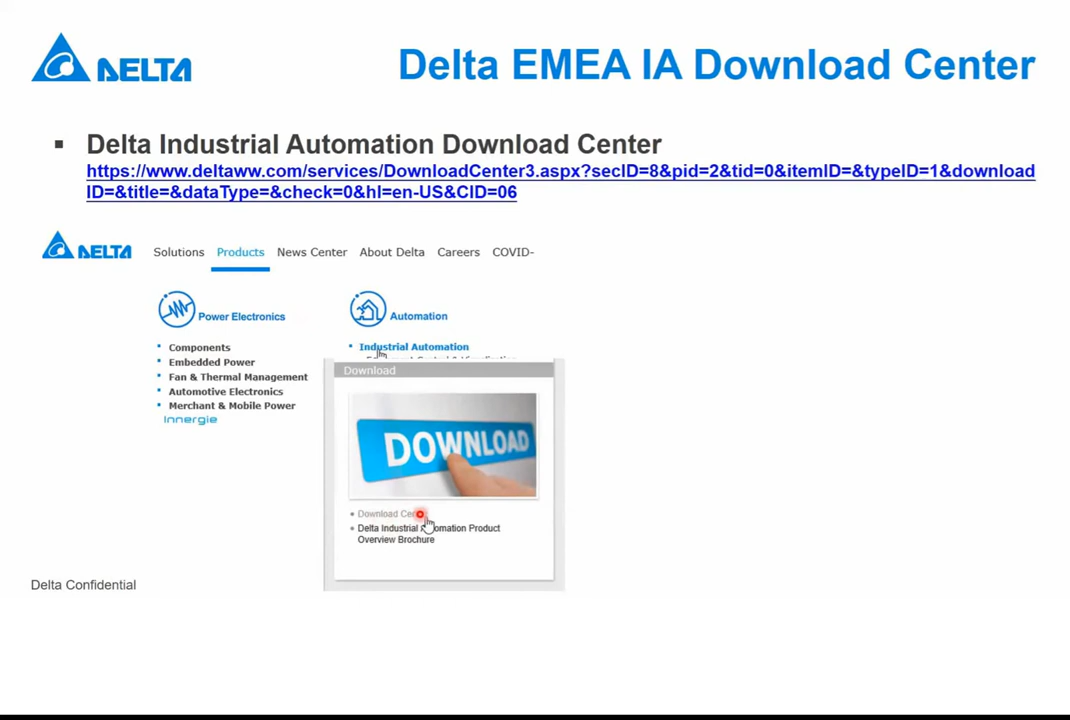 DELTA
Delta EMEA IA Download Center
▪ Delta Industrial Automation Download Center
https://www.deltaww.com/services/DownloadCenter3.aspx?secID=8&pid=2&tid=0&itemID=&typeID=1&download
ID=&title=&dataType=&check=0&hl=en-US&CID=06
DELTA Solutions Products News Center About Delta Careers COVID-
Power Electronics
Components
Embedded Power
Fan & Thermal Management
Automotive Electronics
Merchant & Mobile Power
Innergie
Automation
Industrial Automation
Download
DOWNLOAD
Download
Delta Industrial Product
Overview Brochure
Delta Confidential